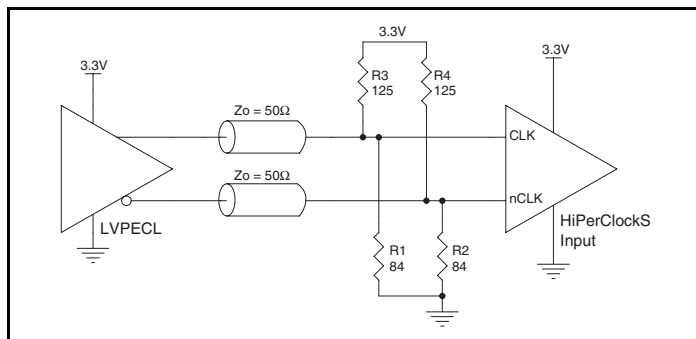 3.3V
3.3V
3.3V
R3
125
R4
125
Zo = 50Ω
CLK
Zo = 50Ω
nCLK
LVPECL
HiPerClockS
Input
R1
84
R2
84